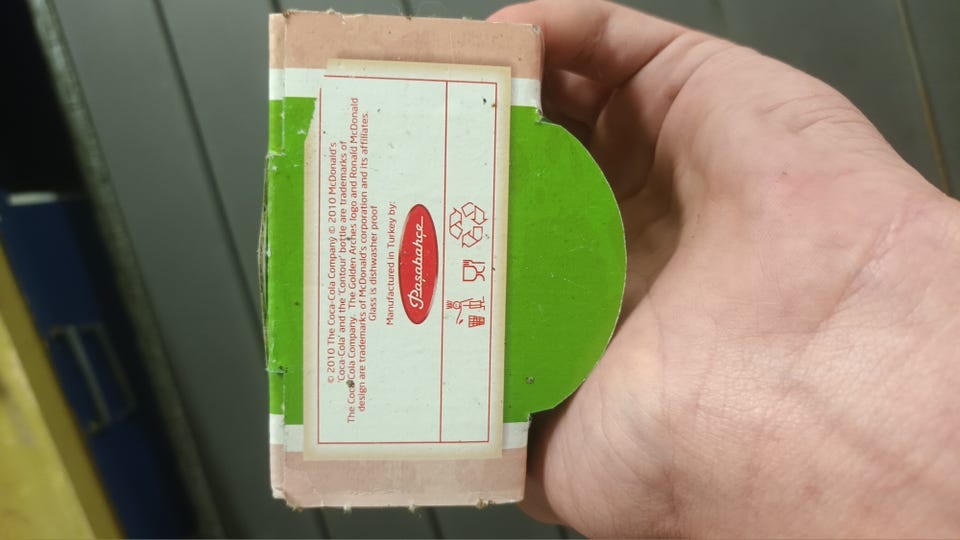 © 2010 The Coca-Cola Company © 2010 McDonald's
'Coca-Cola' and the 'Contour' bottle are trademarks of
The Coca-Cola Company. The Golden Arches logo and Ronald McDonald
design are trademarks of McDonald's corporation and its affiliates.
Glass is dishwasher proof
Manufactured in Turkey by:
Paşabahçe